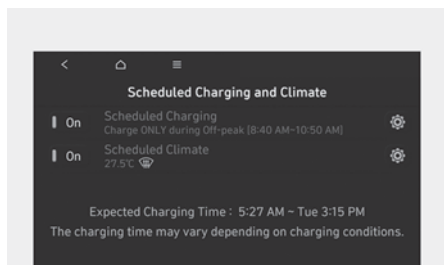 Scheduled Charging and Climate
On
Scheduled Charging
Charge ONLY during Off-peak [8:40 AM~10:50 AM]
On
Scheduled Climate
27.5℃
Expected Charging Time : 5:27 AM ~ Tue 3:15 PM
The charging time may vary depending on charging conditions.